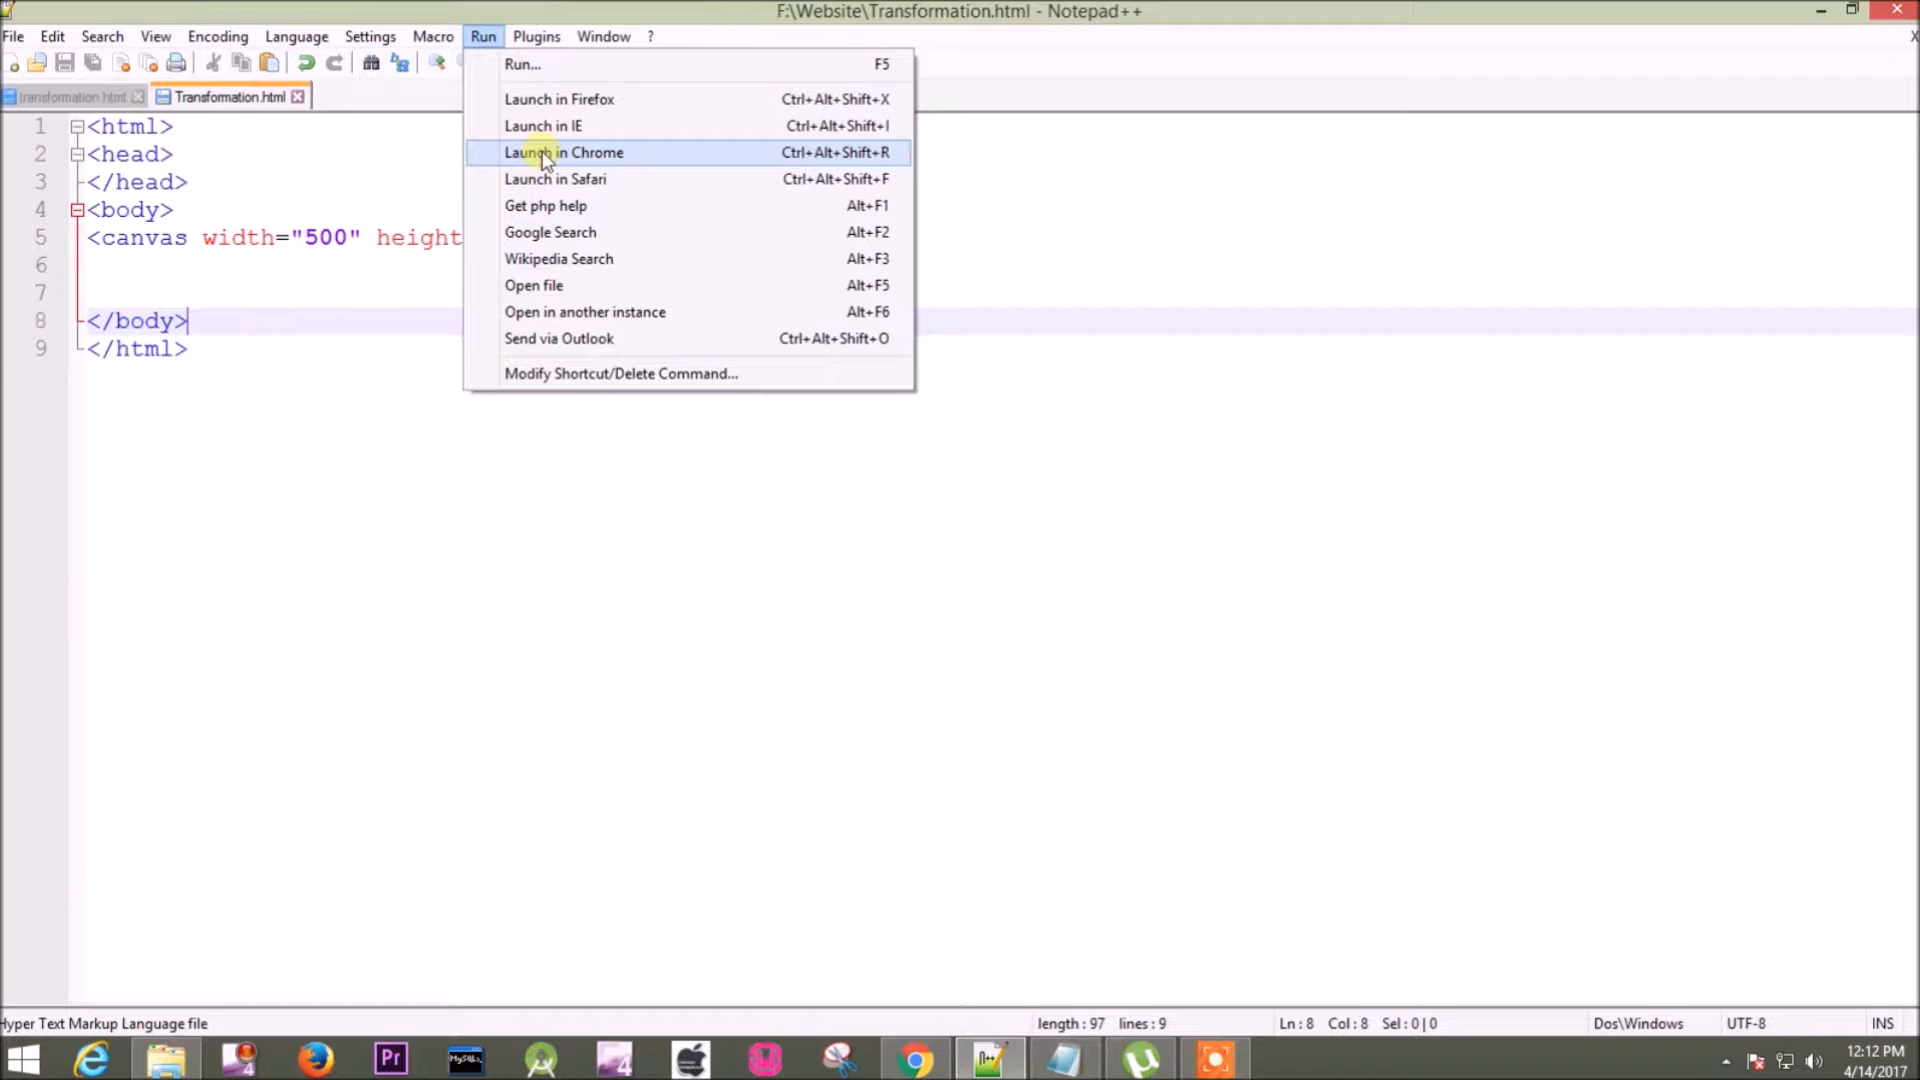 F:\Website\Transformation.html - Notepad++
File Edit Search View Encoding Language Settings Macro Run Plugins Window ? X
transformation.html Transformation.html
Run... F5
Launch in Firefox Ctrl+Alt+Shift+X
Launch in IE Ctrl+Alt+Shift+I
Launch in Chrome Ctrl+Alt+Shift+R
Launch in Safari Ctrl+Alt+Shift+F
Get php help Alt+F1
Google Search Alt+F2
Wikipedia Search Alt+F3
Open file Alt+F5
Open in another instance Alt+F6
Send via Outlook Ctrl+Alt+Shift+O
Modify Shortcut/Delete Command...
1 <html>
2 <head>
3 </head>
4 <body>
5 <canvas width="500" height
6
7
8 </body>
9 </html>
Hyper Text Markup Language file length : 97 lines : 9 Ln : 8 Col : 8 Sel : 0 | 0 Dos\Windows UTF-8 INS
4 Pr MySQL 4 N++
12:12 PM
4/14/2017